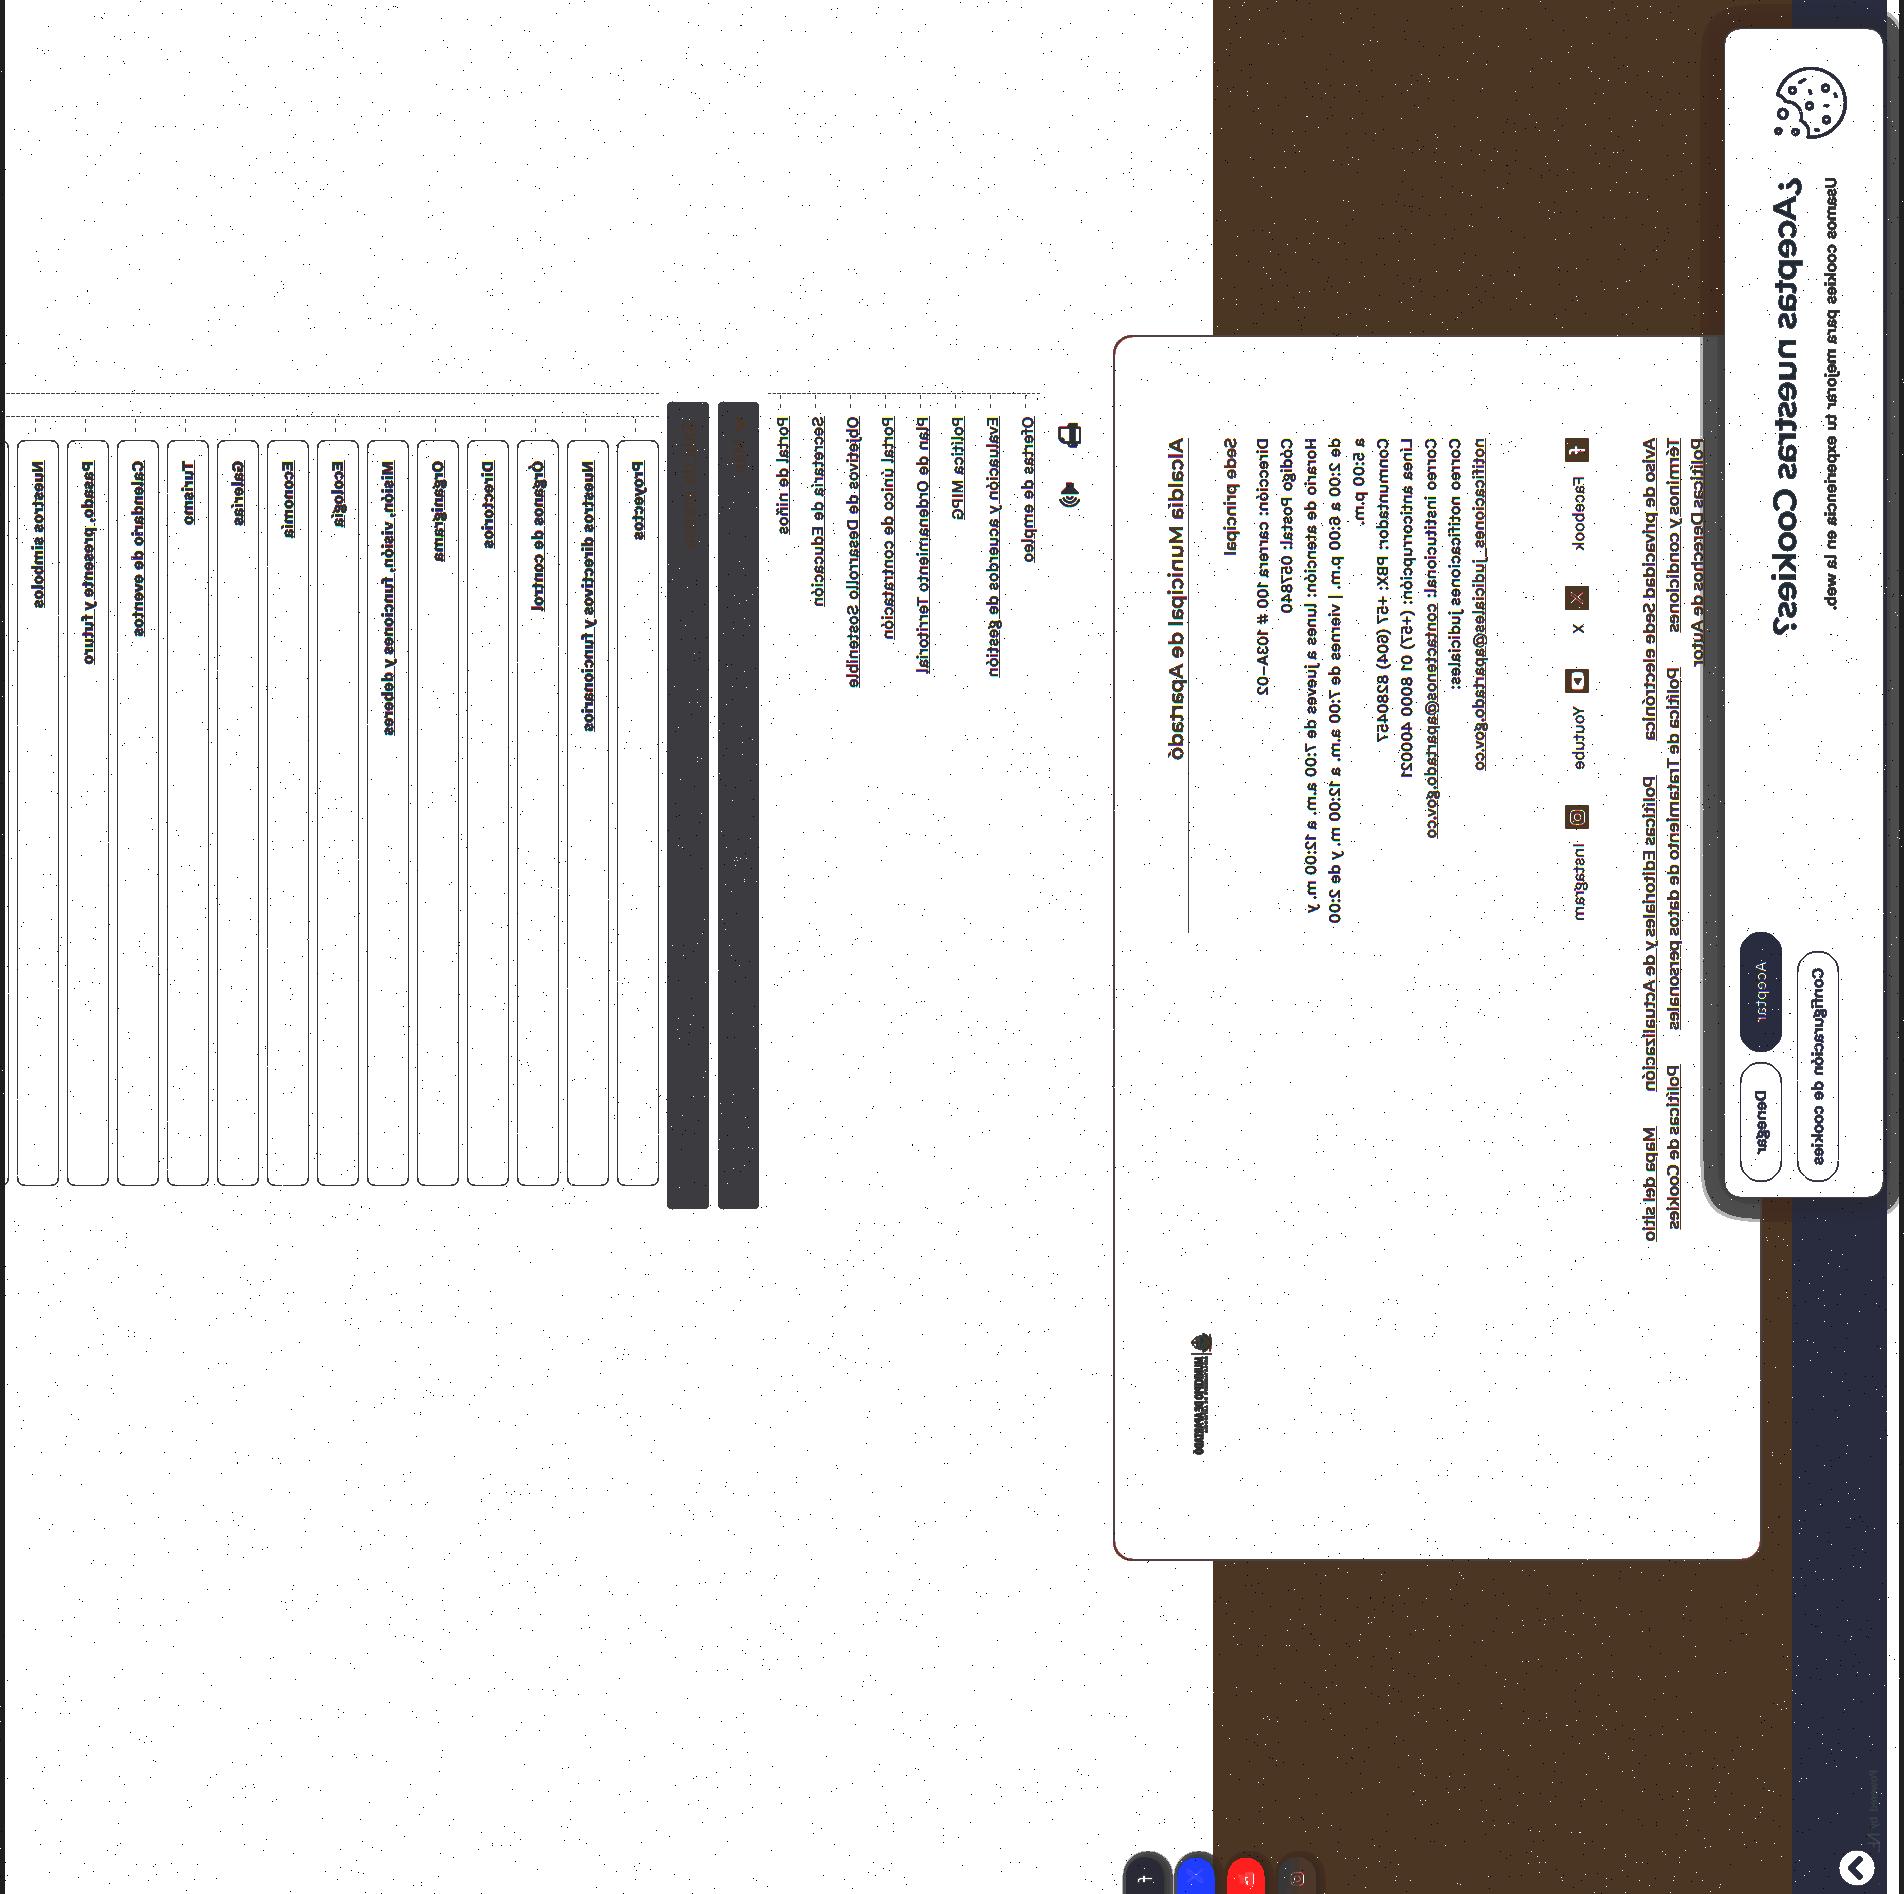 Nuestros símbolos
Pasado, presente y futuro
Calendario de eventos
Turismo
Galerías
Economía
Ecología
Misión, visión, funciones y deberes
Organigrama
Directorio
Órganos de control
Nuestros directivos y funcionarios
Proyectos
Portal de niños
Secretaría de Educación
Objetivos de Desarrollo Sostenible
Portal único de contratación
Plan de Ordenamiento Territorial
Política MIPG
Evaluación y aprendos de gestión
Ofertas de empleo
Alcaldía Municipal de Apartadó
Sede principal
Dirección: carrera 100 # 103A-02
Código Postal: 057840
Horario de atención: lunes a jueves de 7:00 a.m. a 12:00 m. y
de 2:00 a 6:00 p.m. | viernes de 7:00 a.m. a 12:00 m. y de 2:00
a 5:00 p.m.
Conmutador: PBX: +57 (604) 8280457
Línea anticorrupción: (+57) 01 8000 400021
Correo institucional: contactenos@apartado.gov.co
Correo notificaciones judiciales:
notificaciones_judiciales@apartado.gov.co
Facebook X Youtube Instagram
Aviso de privacidad Sede electrónica Políticas Editoriales y de Actualización Mapa del sitio
Términos y condiciones Política de Tratamiento de datos personales Políticas de Cookies
Política Derechos de Autor
¿Aceptas nuestras Cookies?
Aceptar Denegar
Usamos cookies para mejorar tu experiencia en la web.
Configuración de cookies
Powered by